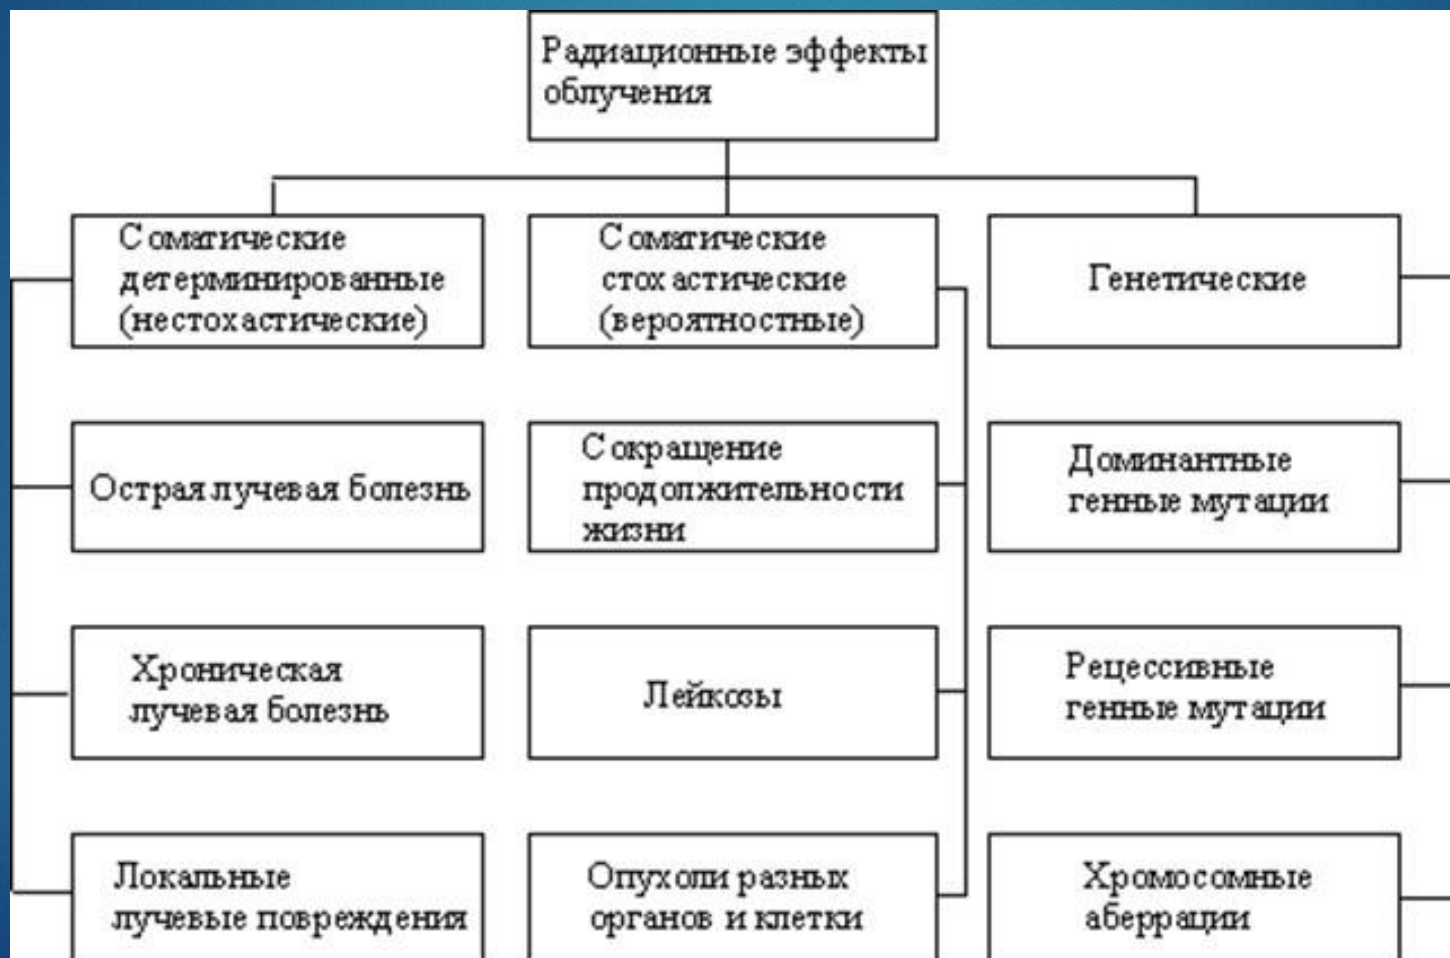 Радиационные эффекты
облучения
Соматические
детерминированные
(нестохастические)
Соматические
стохастические
(вероятностные)
Генетические
Острая лучевая болезнь
Сокращение
продолжительности
жизни
Доминантные
генные мутации
Хроническая
лучевая болезнь
Лейкозы
Рецессивные
генные мутации
Локальные
лучевые повреждения
Опухоли разных
органов и клетки
Хромосомные
аберрации